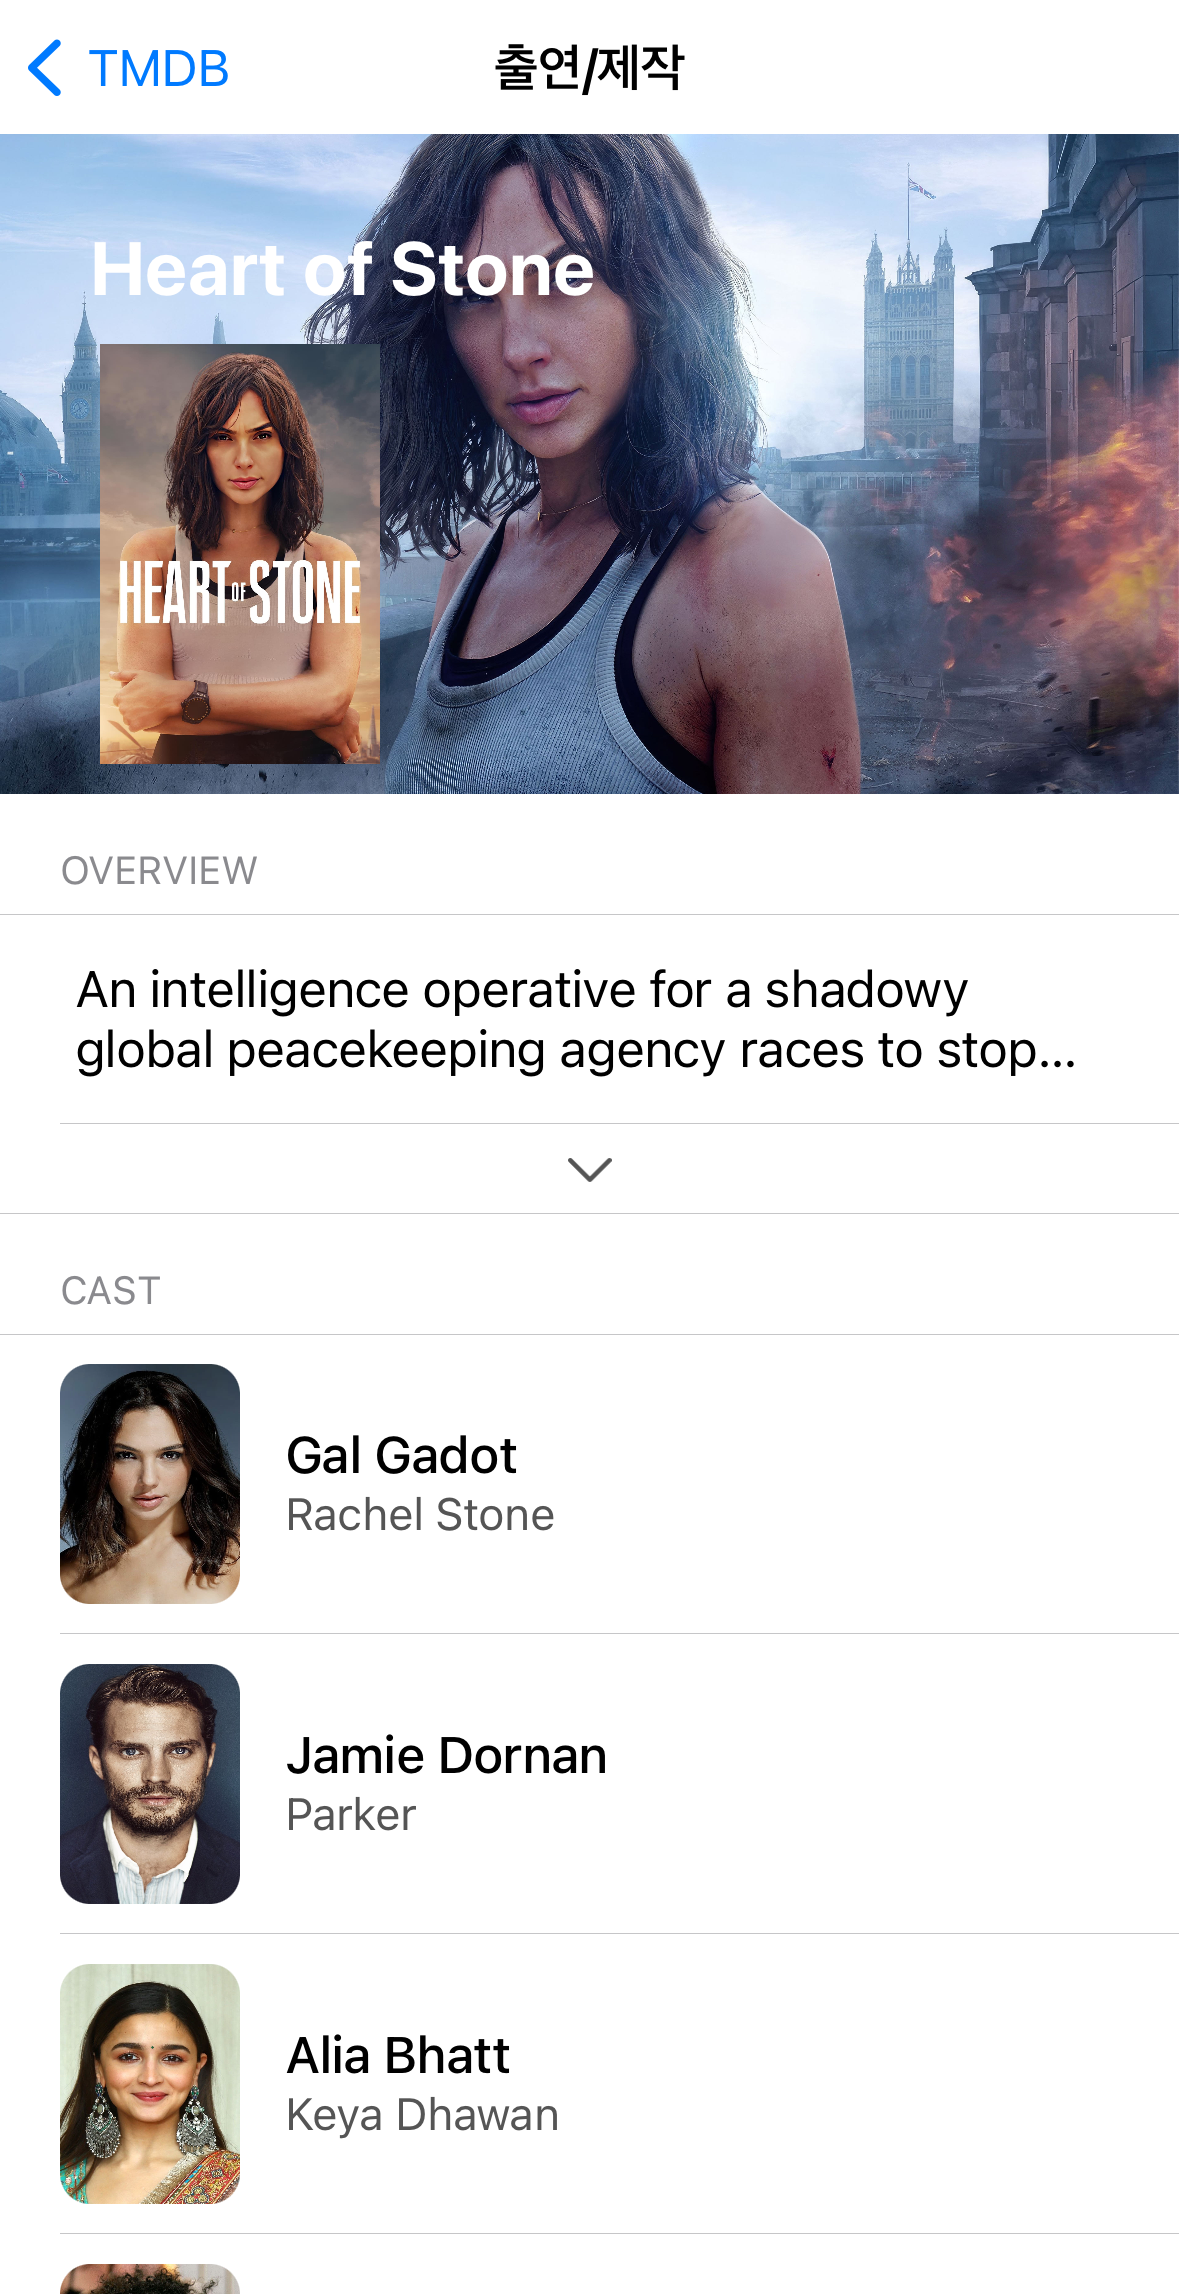 TMDB
출연/제작
Heart of Stone
HEART OF STONE
OVERVIEW
An intelligence operative for a shadowy
global peacekeeping agency races to stop...
CAST
Gal Gadot
Rachel Stone
Jamie Dornan
Parker
Alia Bhatt
Keya Dhawan